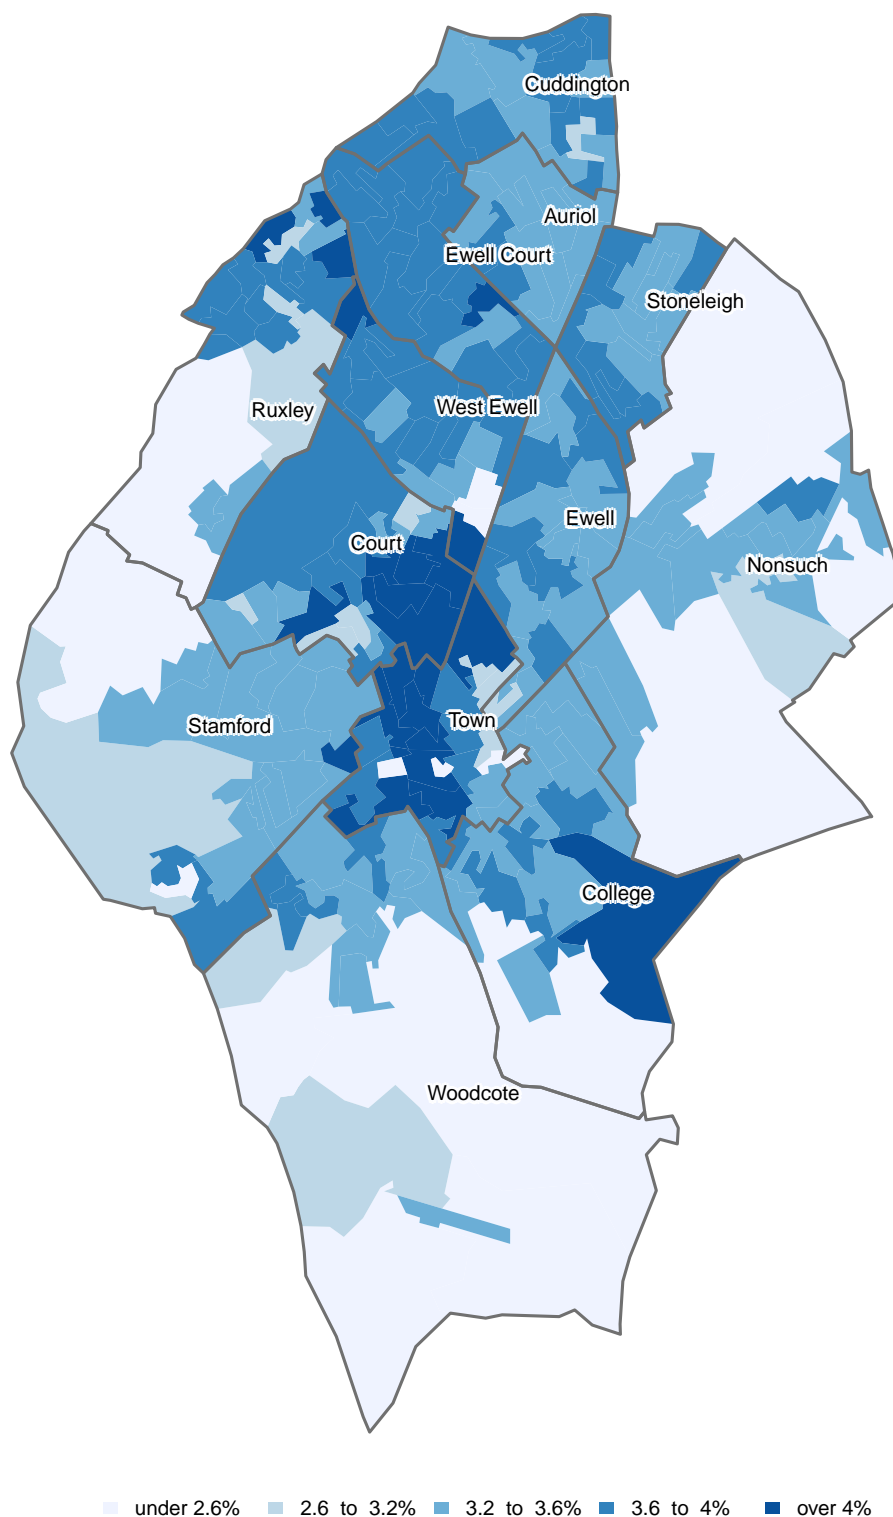 Cuddington
Auriol
Ewell Court
Stoneleigh
Ruxley
West Ewell
Ewell
Court
Nonsuch
Stamford
Town
College
Woodcote
under 2.6% 2.6 to 3.2% 3.2 to 3.6% 3.6 to 4% over 4%